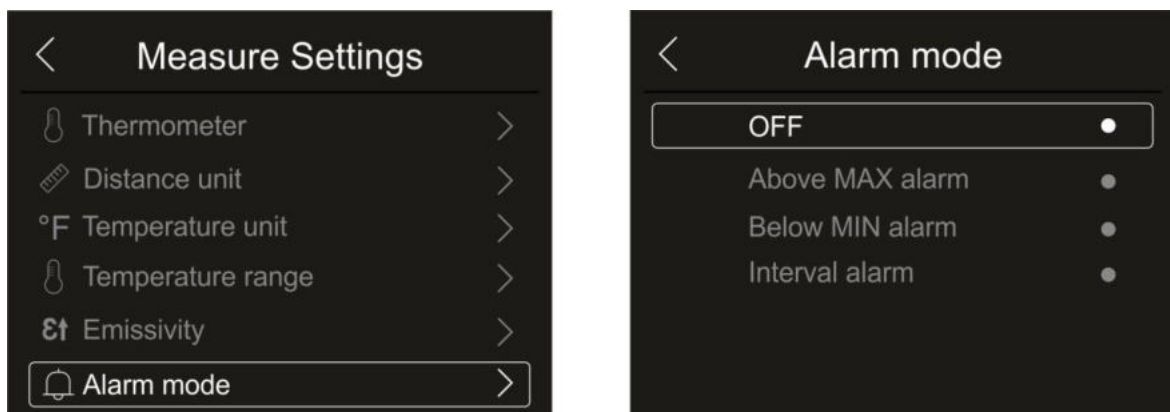 Measure Settings
Thermometer
Distance unit
°F Temperature unit
Temperature range
ε↑ Emissivity
Alarm mode
Alarm mode
OFF
Above MAX alarm
Below MIN alarm
Interval alarm